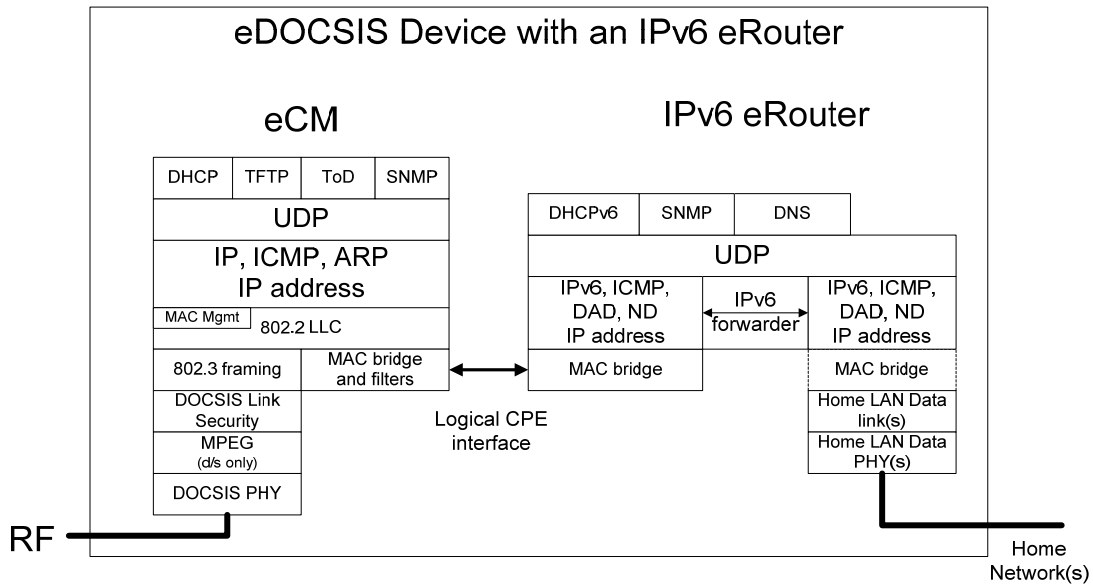 eDOCSIS Device with an IPv6 eRouter
eCM
IPv6 eRouter
DHCP
TFTP
ToD
SNMP
UDP
IP, ICMP, ARP
IP address
MAC Mgmt
802.2 LLC
802.3 framing
MAC bridge
and filters
DOCSIS Link
Security
MPEG
(d/s only)
DOCSIS PHY
RF
Logical CPE
interface
DHCPv6
SNMP
DNS
UDP
IPv6, ICMP,
DAD, ND
IP address
IPv6
forwarder
IPv6, ICMP,
DAD, ND
IP address
MAC bridge
MAC bridge
Home LAN Data
link(s)
Home LAN Data
PHY(s)
Home
Network(s)